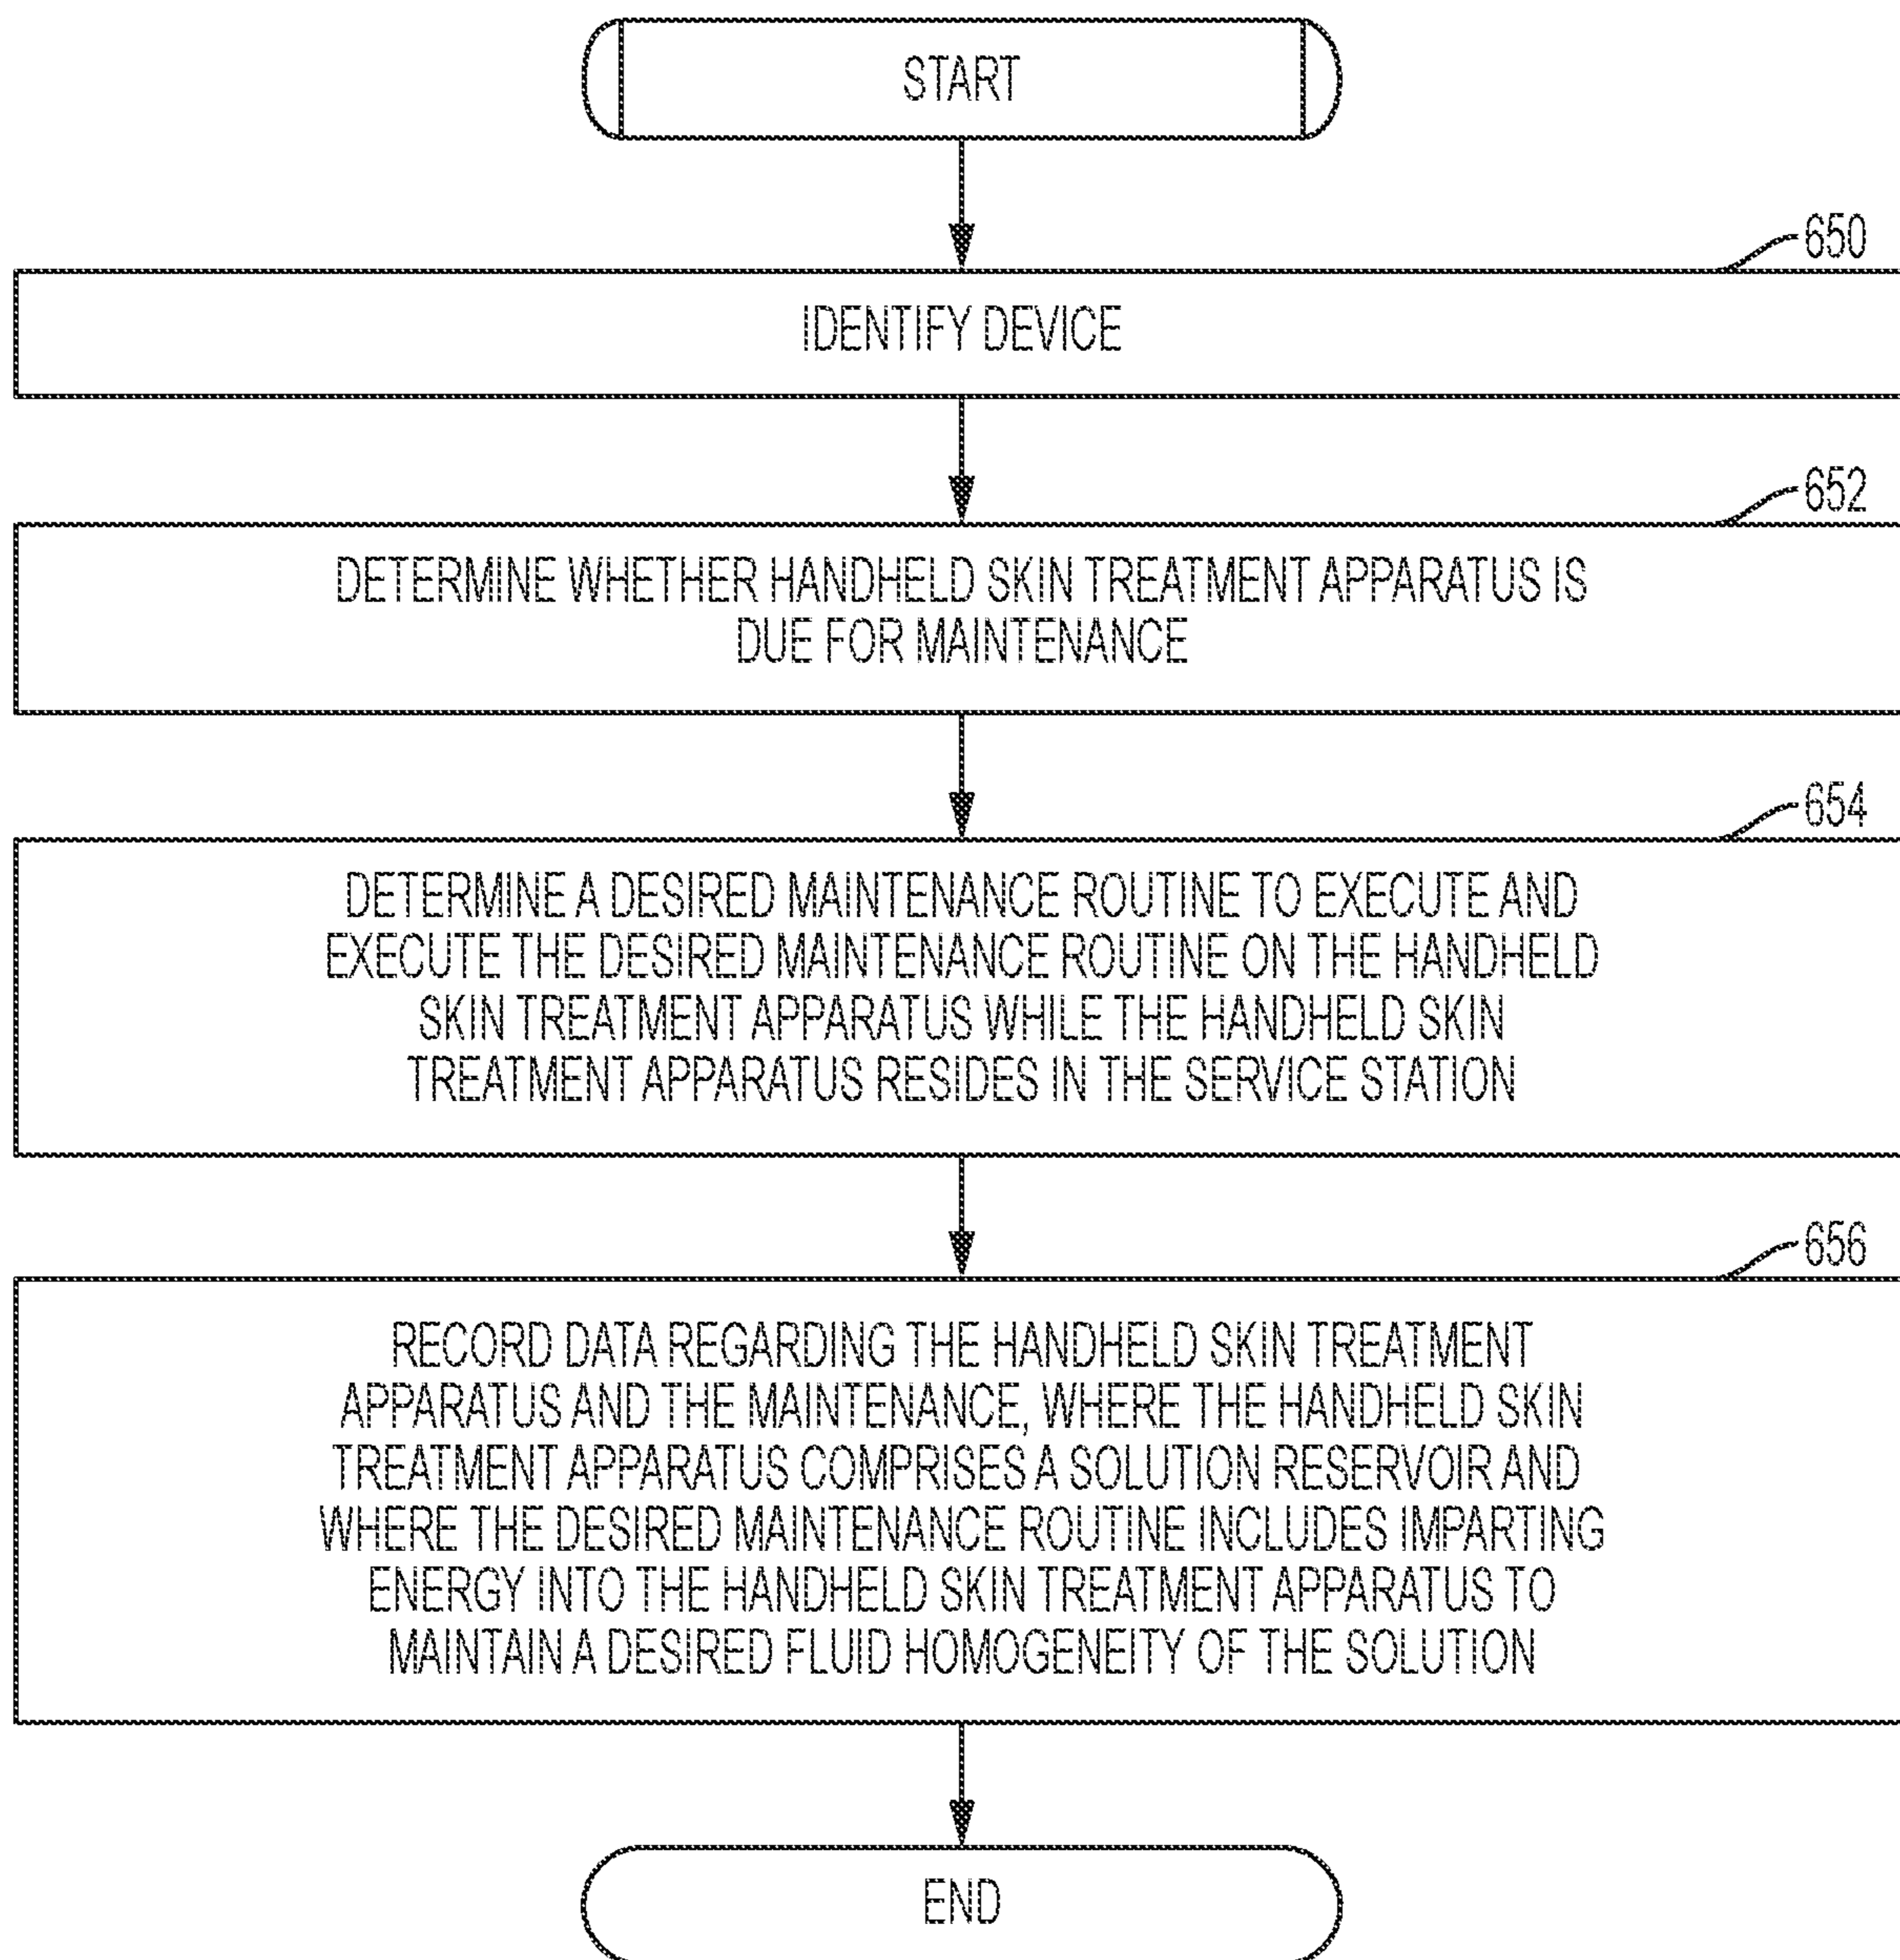 START
650
IDENTIFY DEVICE
652
DETERMINE WHETHER HANDHELD SKIN TREATMENT APPARATUS IS
DUE FOR MAINTENANCE
654
DETERMINE A DESIRED MAINTENANCE ROUTINE TO EXECUTE AND
EXECUTE THE DESIRED MAINTENANCE ROUTINE ON THE HANDHELD
SKIN TREATMENT APPARATUS WHILE THE HANDHELD SKIN
TREATMENT APPARATUS RESIDES IN THE SERVICE STATION
656
RECORD DATA REGARDING THE HANDHELD SKIN TREATMENT
APPARATUS AND THE MAINTENANCE, WHERE THE HANDHELD SKIN
TREATMENT APPARATUS COMPRISES A SOLUTION RESERVOIR AND
WHERE THE DESIRED MAINTENANCE ROUTINE INCLUDES IMPARTING
ENERGY INTO THE HANDHELD SKIN TREATMENT APPARATUS TO
MAINTAIN A DESIRED FLUID HOMOGENEITY OF THE SOLUTION
END